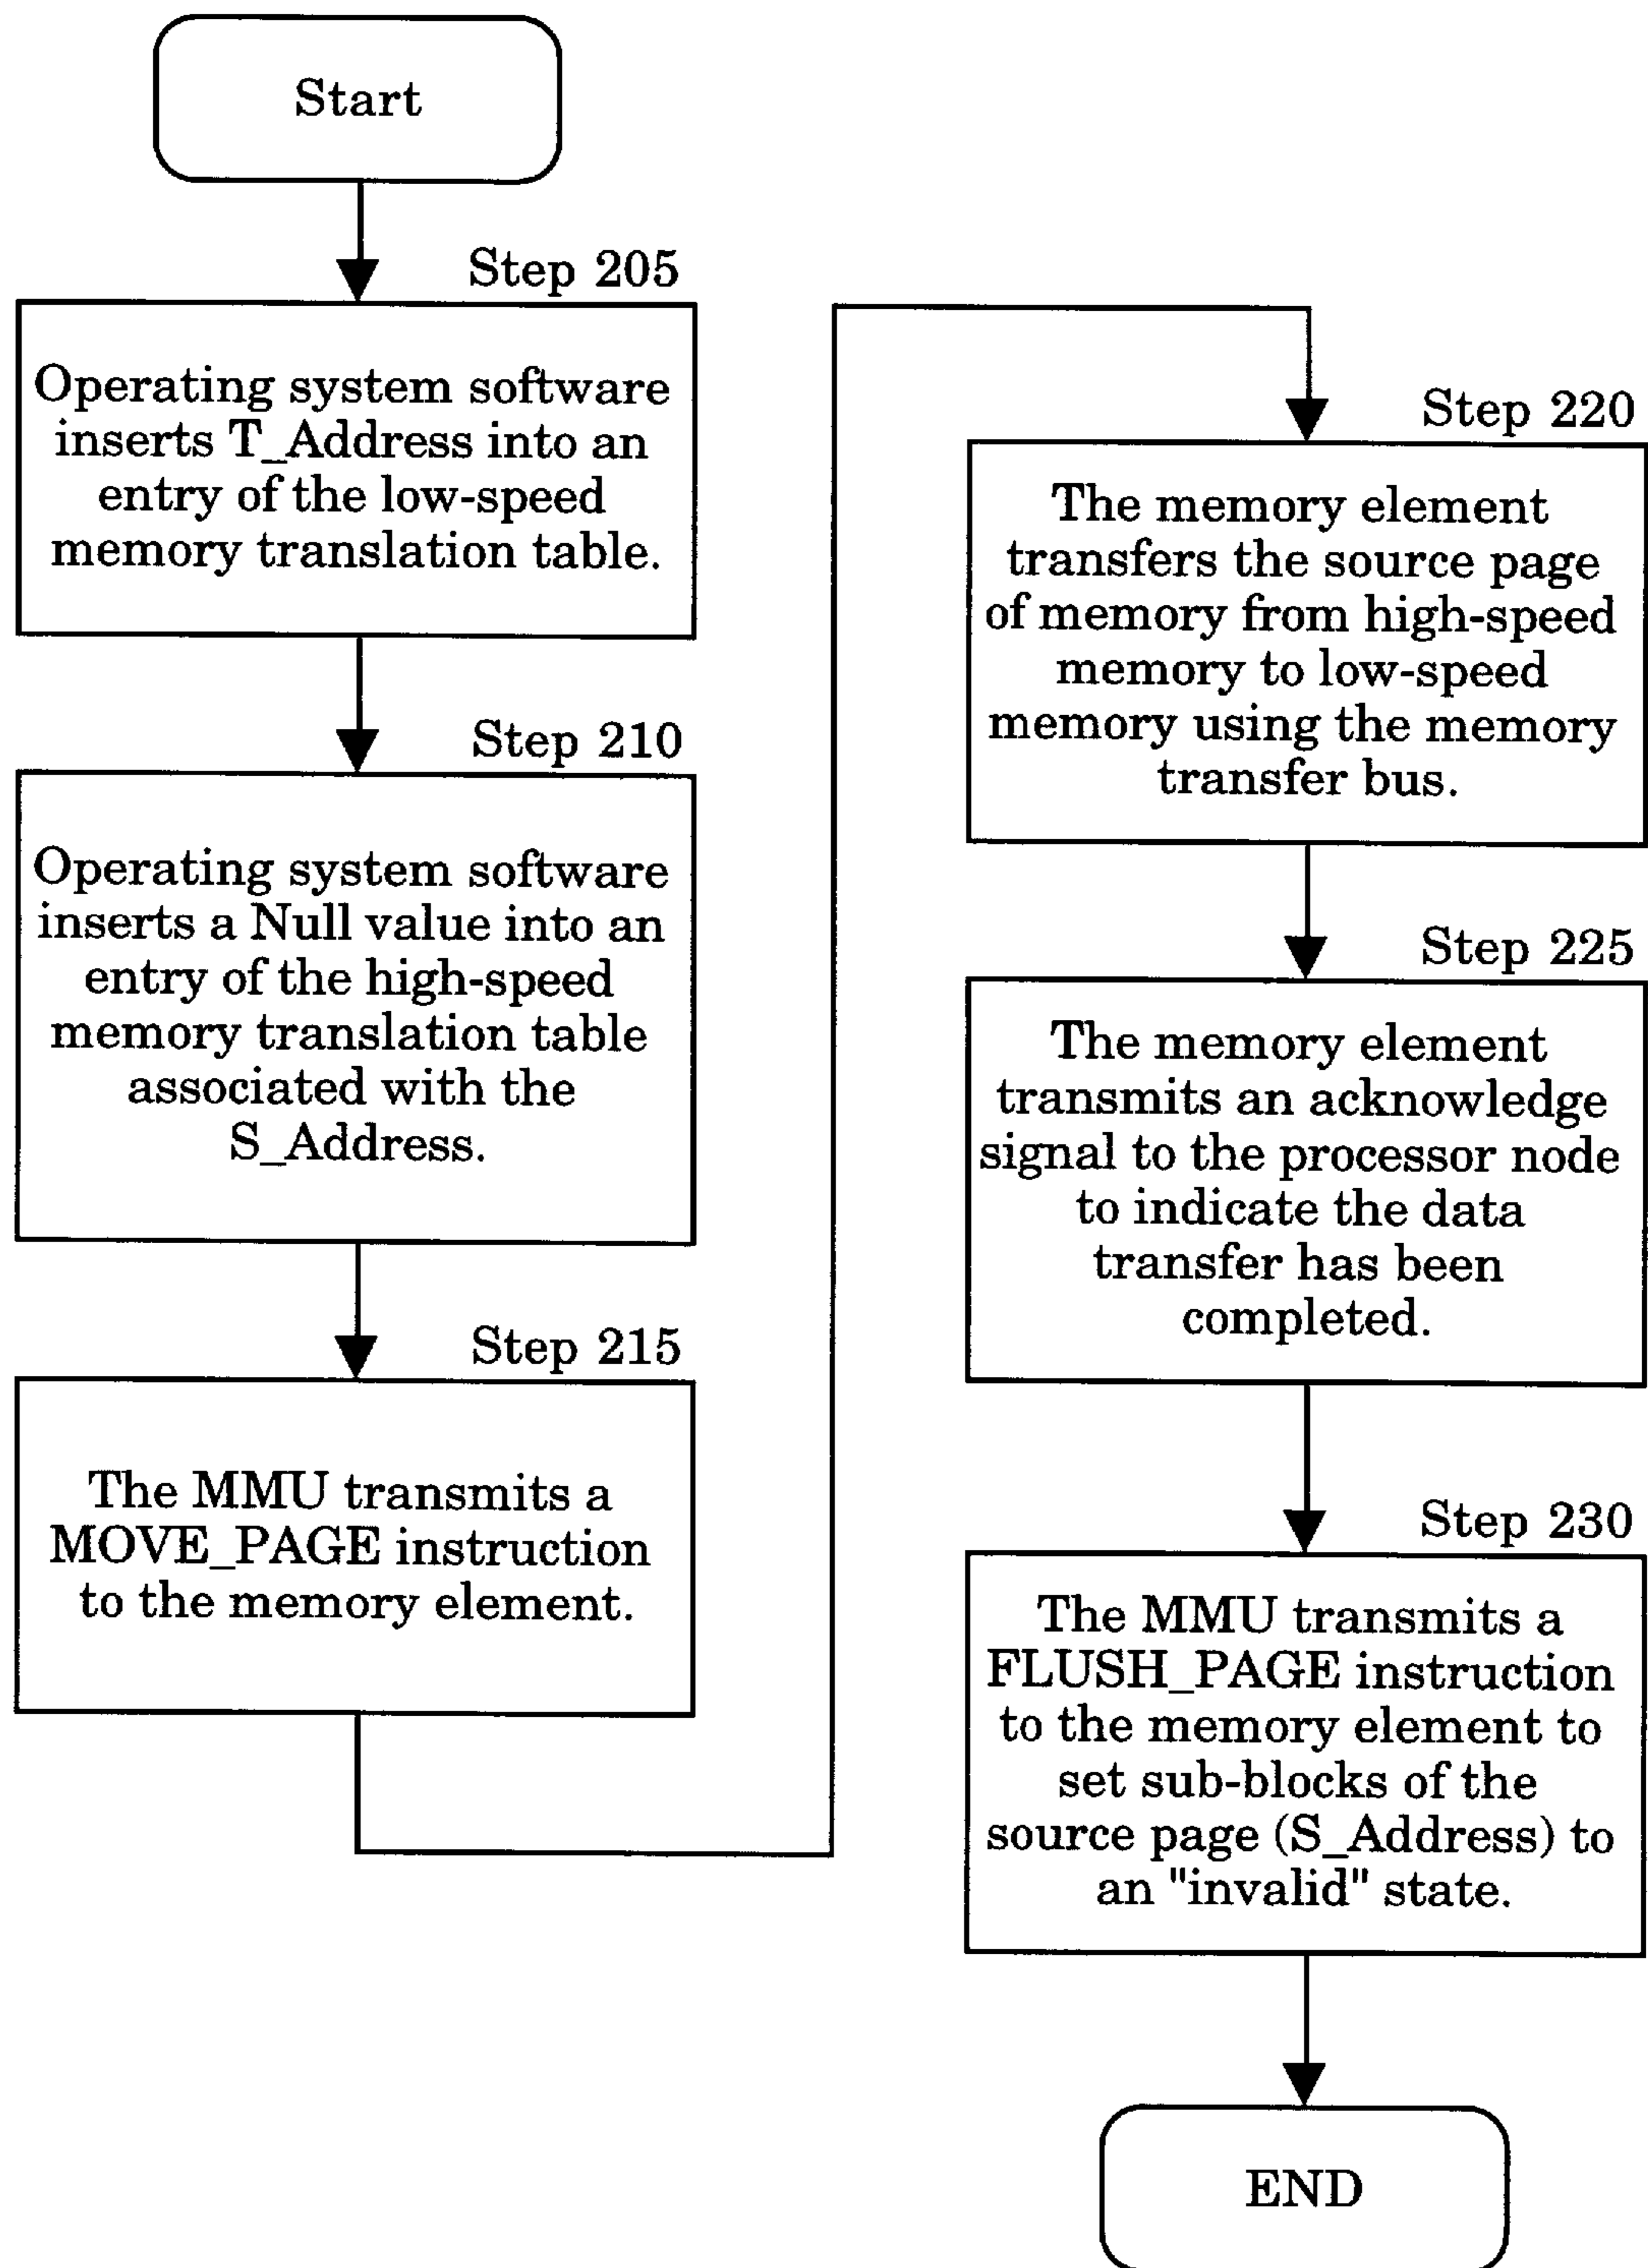 Start
Step 205
Operating system software
inserts T_Address into an
entry of the low-speed
memory translation table.
Step 210
Operating system software
inserts a Null value into an
entry of the high-speed
memory translation table
associated with the
S_Address.
Step 215
The MMU transmits a
MOVE_PAGE instruction
to the memory element.
Step 220
The memory element
transfers the source page
of memory from high-speed
memory to low-speed
memory using the memory
transfer bus.
Step 225
The memory element
transmits an acknowledge
signal to the processor node
to indicate the data
transfer has been
completed.
Step 230
The MMU transmits a
FLUSH_PAGE instruction
to the memory element to
set sub-blocks of the
source page (S_Address) to
an "invalid" state.
END